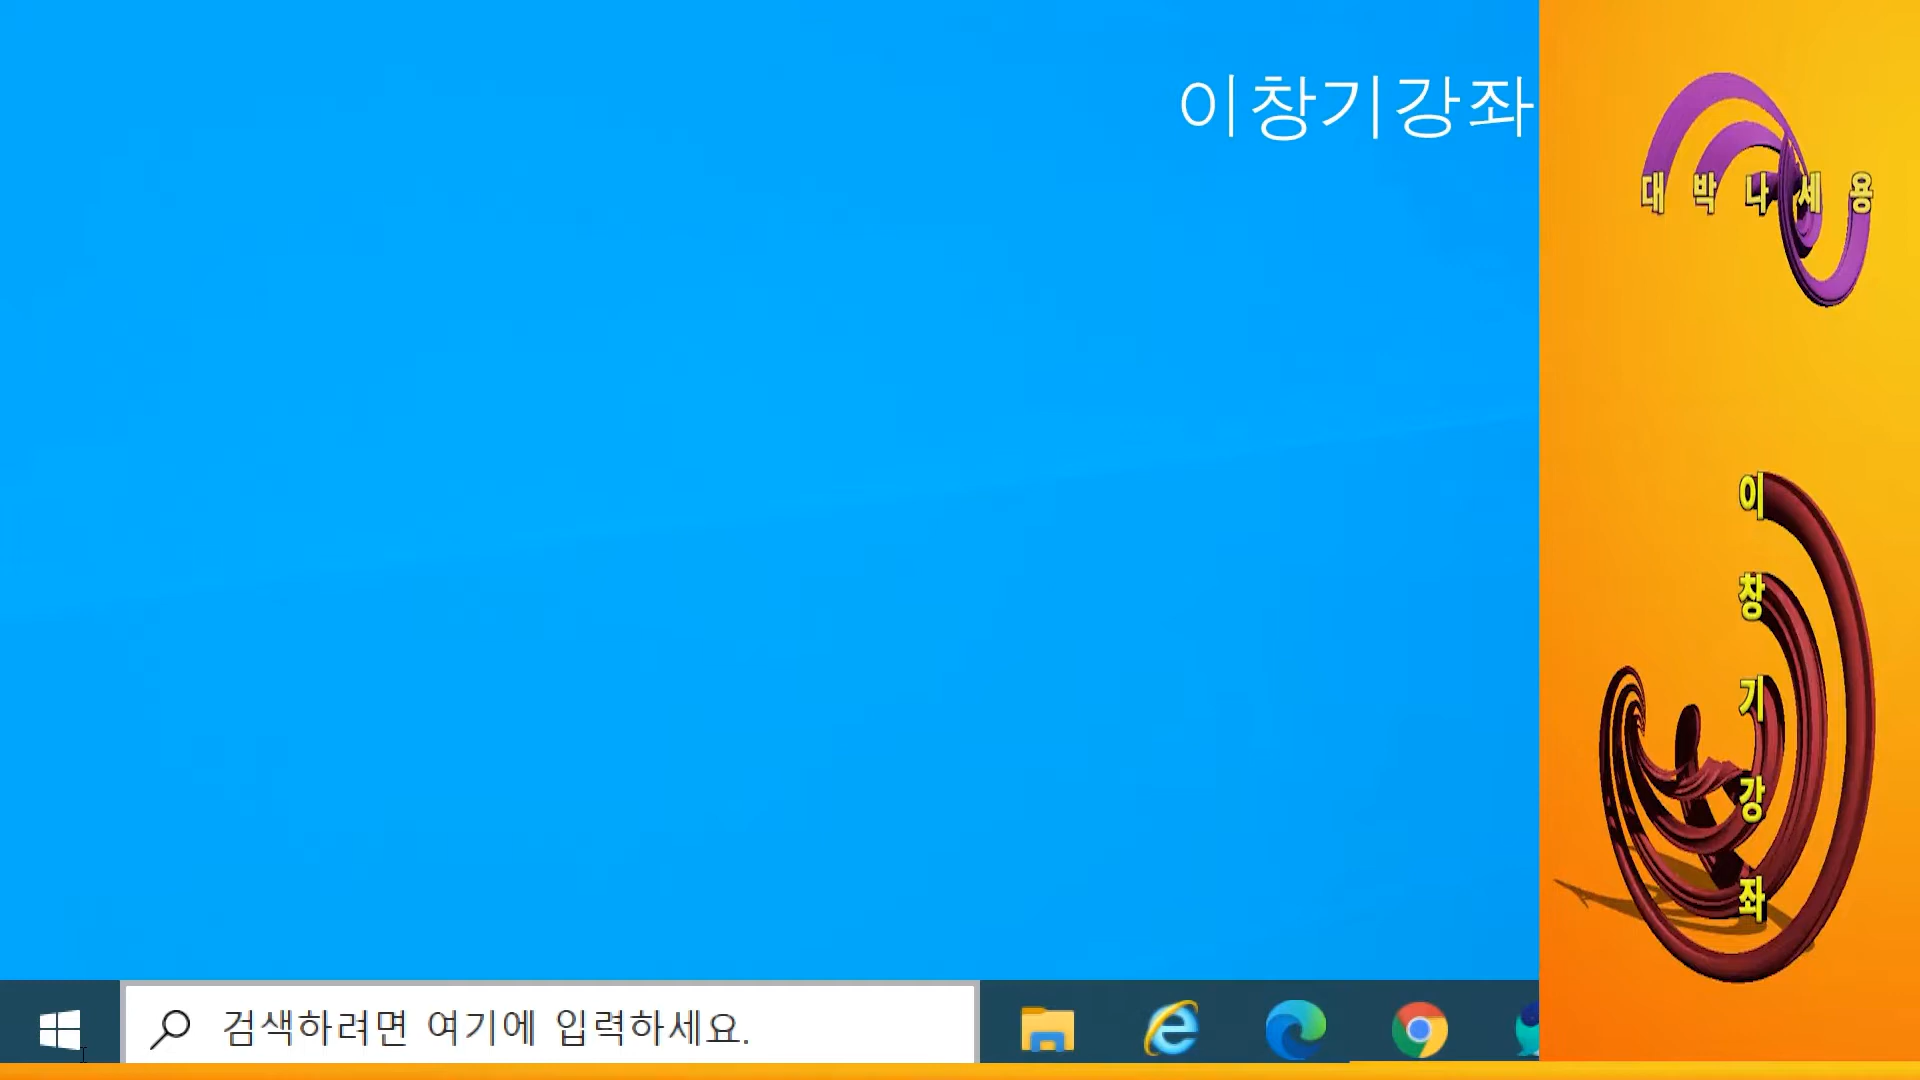 이창기강좌
대 박 나 세 용
이
창
기
강
좌
검색하려면 여기에 입력하세요.